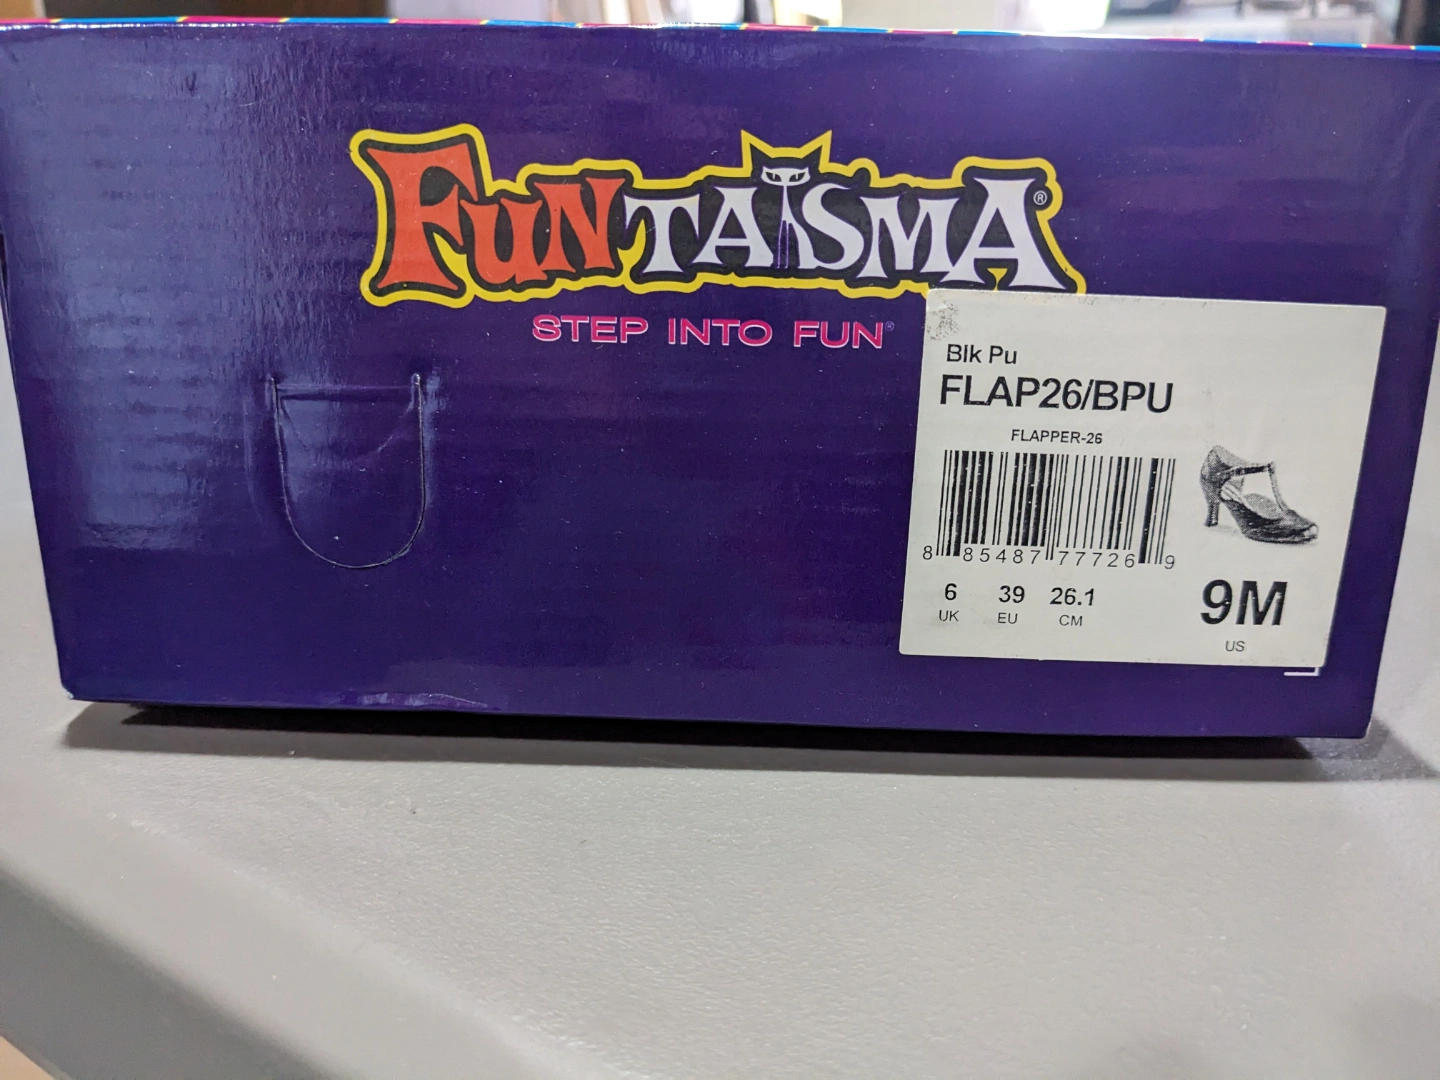 FUNTASMA®
STEP INTO FUN®
Blk Pu
FLAP26/BPU
FLAPPER-26
8 85487 77726 9
6 39 26.1
UK EU CM
9M
US